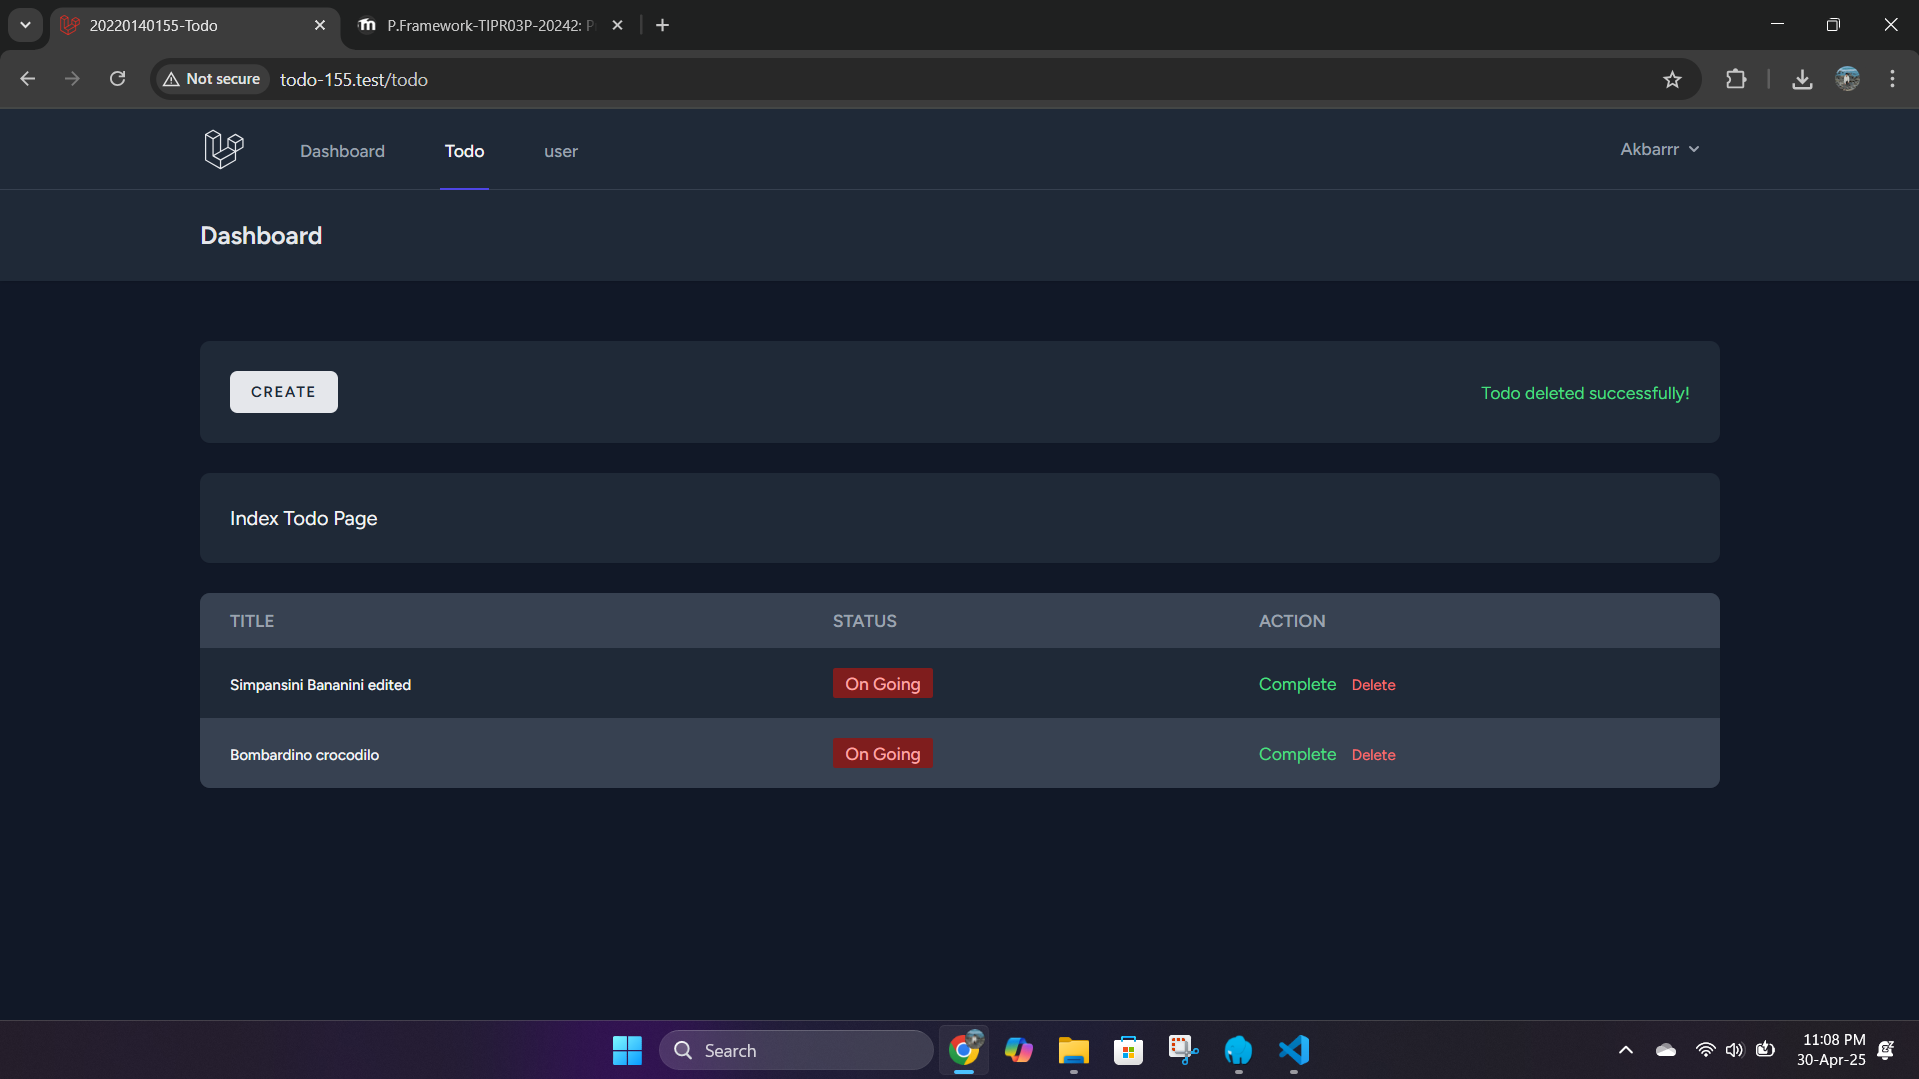 20220140155-Todo
P.Framework-TIPR03P-20242: P
Not secure
todo-155.test/todo
Dashboard
Todo
user
Akbarrr
Dashboard
CREATE
Todo deleted successfully!
Index Todo Page
TITLE STATUS ACTION
Simpansini Bananini edited On Going Complete Delete
Bombardino crocodilo On Going Complete Delete
Search
11:08 PM
30-Apr-25